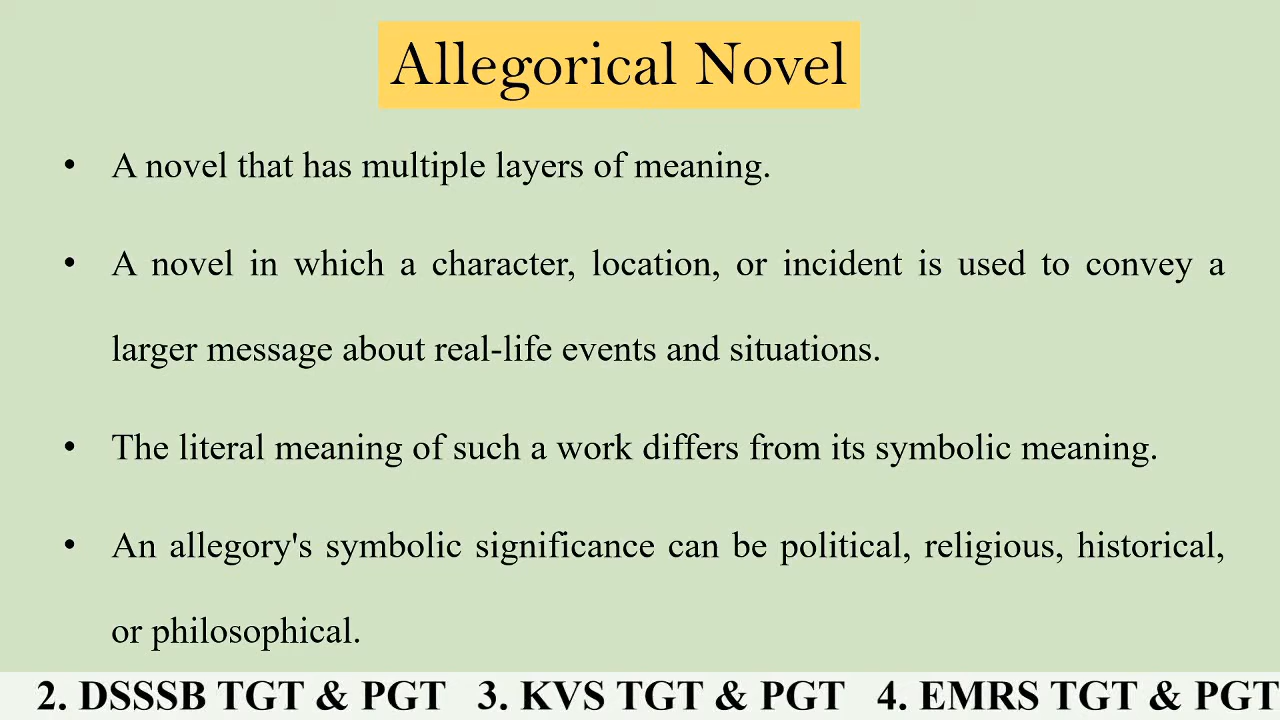 Allegorical Novel
• A novel that has multiple layers of meaning.
• A novel in which a character, location, or incident is used to convey a
larger message about real-life events and situations.
• The literal meaning of such a work differs from its symbolic meaning.
• An allegory's symbolic significance can be political, religious, historical,
or philosophical.
2. DSSSB TGT & PGT 3. KVS TGT & PGT 4. EMRS TGT & PGT